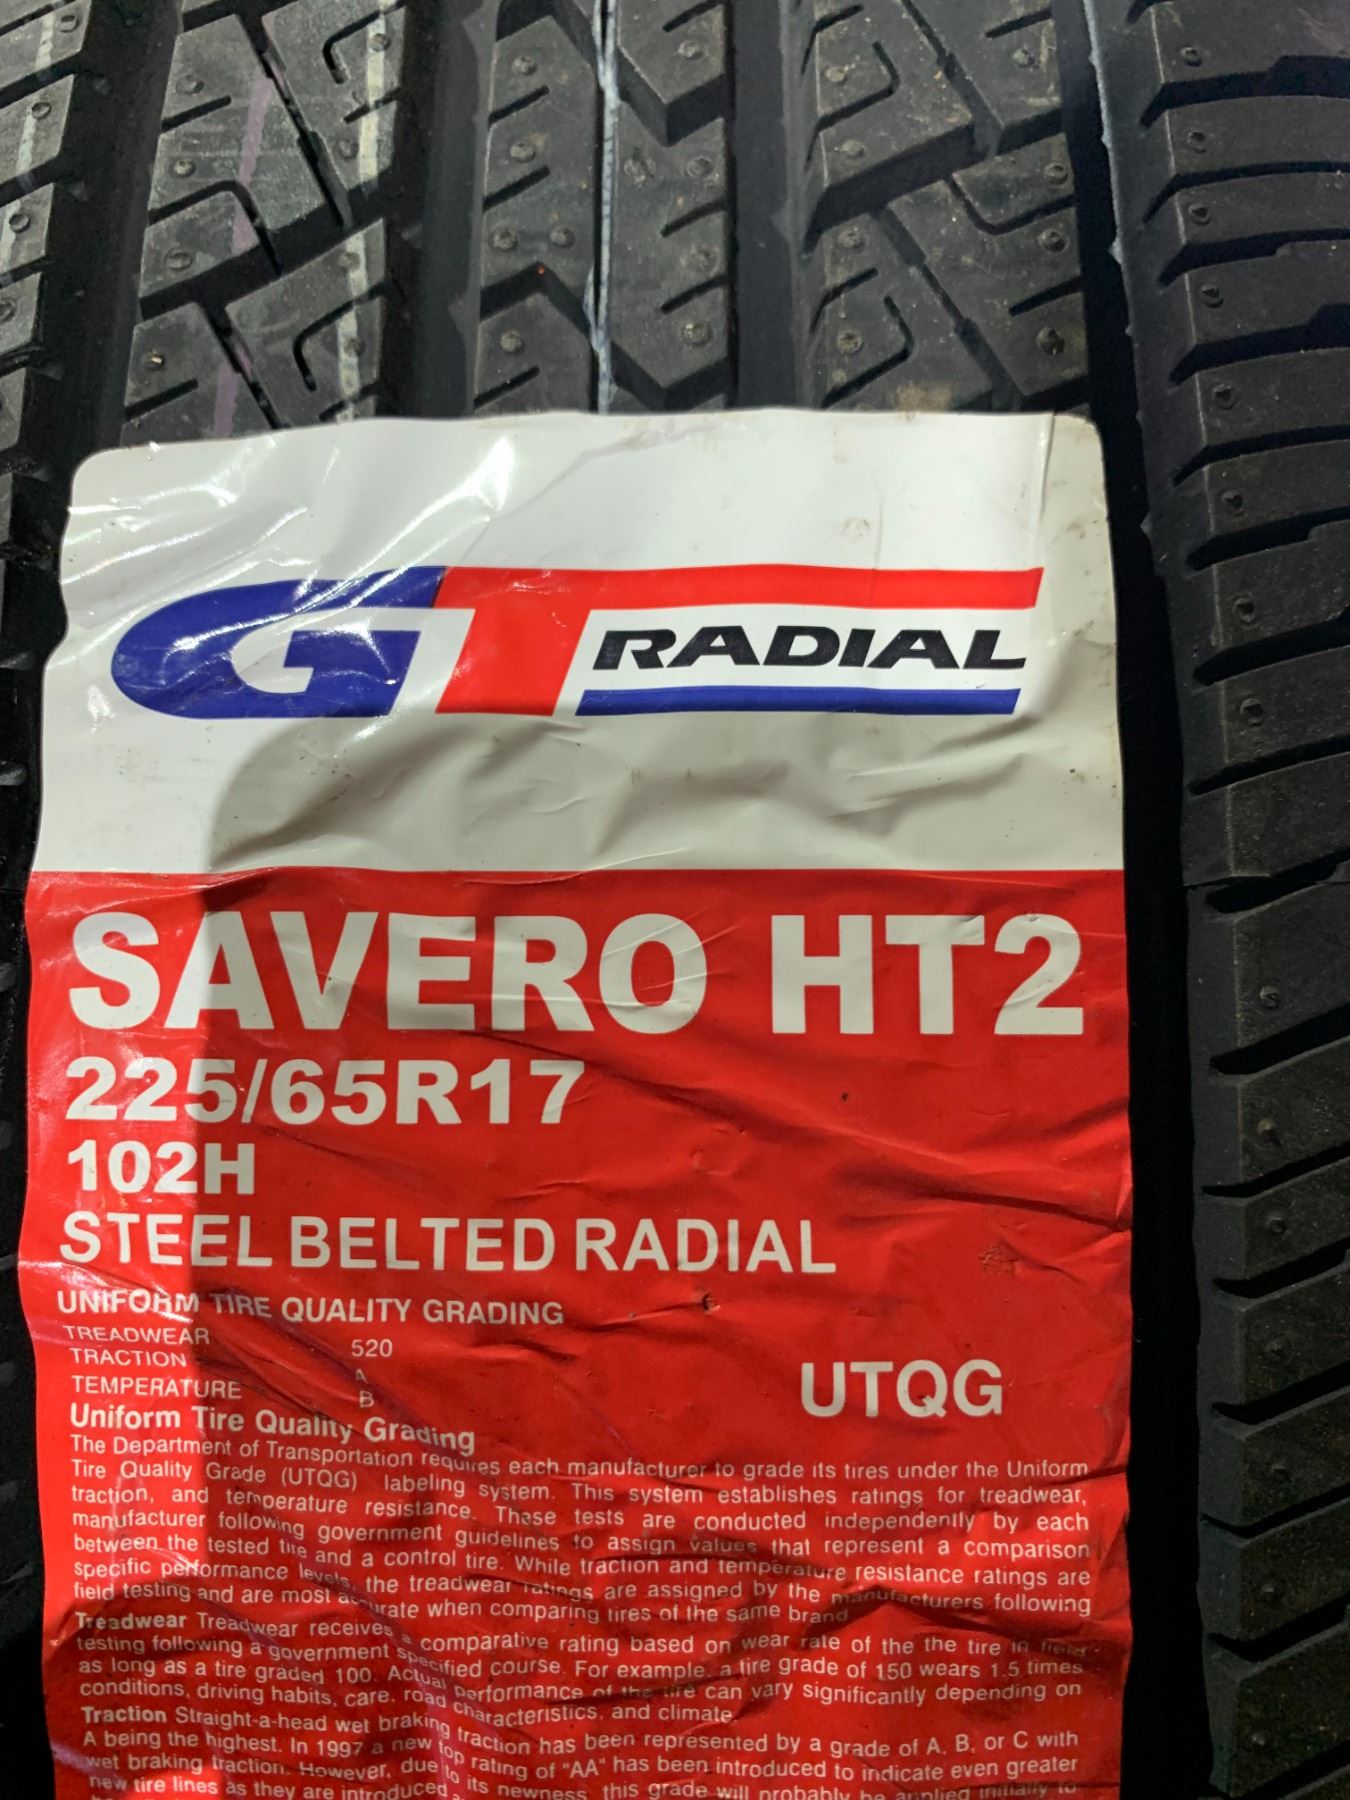 GT RADIAL
SAVERO HT2
225/65R17
102H
STEEL BELTED RADIAL
UNIFORM TIRE QUALITY GRADING
TREADWEAR 520
TRACTION A
TEMPERATURE B
UTQG
Uniform Tire Quality Grading
The Department of Transportation requires each manufacturer to grade its tires under the Uniform
Tire Quality Grade (UTQG) labeling system. This system establishes ratings for treadwear,
traction, and temperature resistance. These tests are conducted independently by each
manufacturer following government guidelines to assign values that represent a comparison
between the tested tire and a control tire. While traction and temperature resistance ratings are
specific performance levels, the treadwear ratings are assigned by the manufacturers following
field testing and are most accurate when comparing tires of the same brand
Treadwear Treadwear receives a comparative rating based on wear rate of the the tire in field
testing following a government specified course. For example, a tire grade of 150 wears 1.5 times
as long as a tire graded 100. Actual performance of the tire can vary significantly depending on
conditions, driving habits, care, road characteristics, and climate.
Traction Straight-a-head wet braking traction has been represented by a grade of A, B, or C with
A being the highest. In 1997 a new top rating of "AA" has been introduced to indicate even greater
wet braking traction. However, due to its newness, this grade will probably be applied initially to
new tire lines as they are introduced